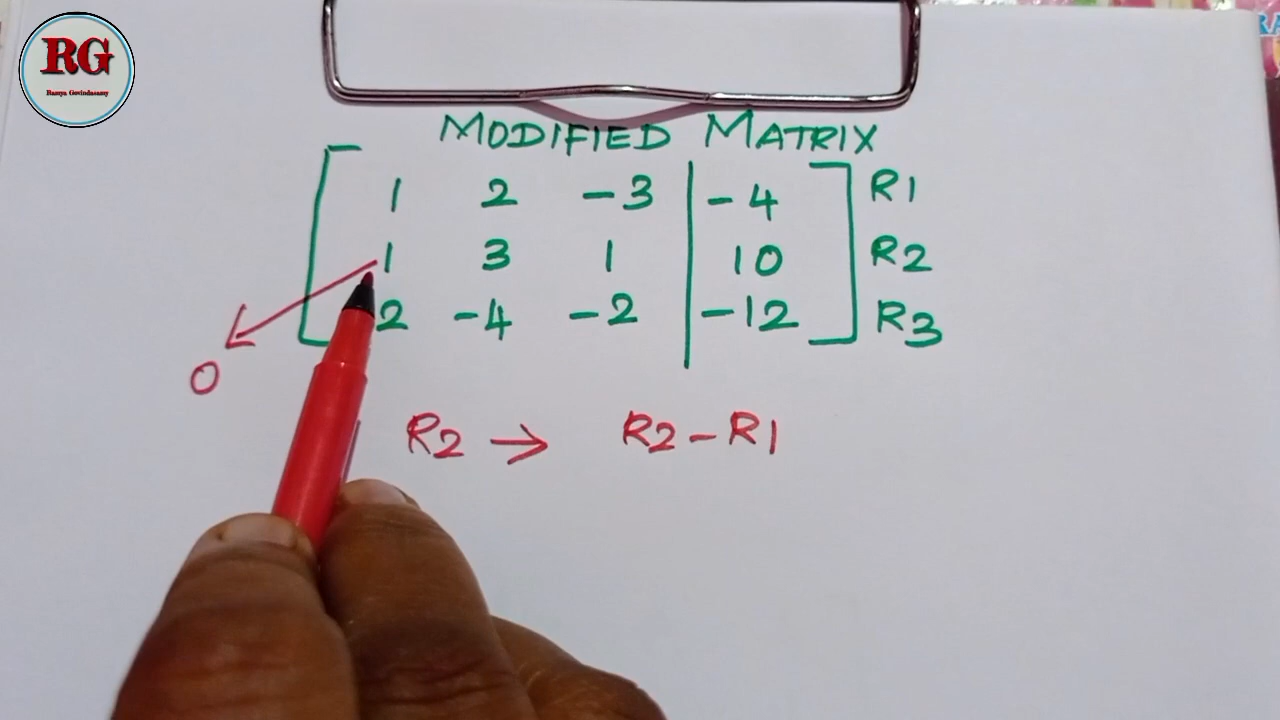 RG
Ramya Govindasamy
MODIFIED MATRIX
1 2 -3 -4 R1
1 3 1 10 R2
2 -4 -2 -12 R3
0
R2 → R2 - R1